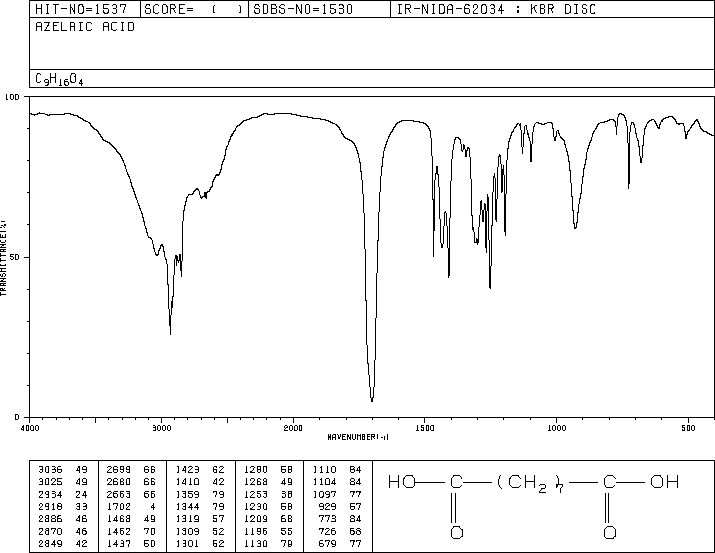 HIT-NO=1537 SCORE= ( ) SDBS-NO=1530 IR-NIDA-62034 : KBR DISC
AZELAIC ACID
C9H16O4
100
50
0
TRANSMITTANCE(%)
4000 3000 2000 1500 1000 500
WAVENUMBER(-1)
3036 49 2699 66 1423 62 1280 58 1110 84
3025 49 2680 66 1410 42 1268 49 1104 84
2934 24 2663 66 1359 79 1253 38 1097 77
2918 33 1702 4 1344 79 1230 58 929 57
2886 46 1468 49 1319 57 1209 68 773 84
2870 46 1462 70 1309 52 1196 55 726 68
2849 42 1437 50 1301 52 1130 79 679 77
HO C (CH2)7 C OH
O O